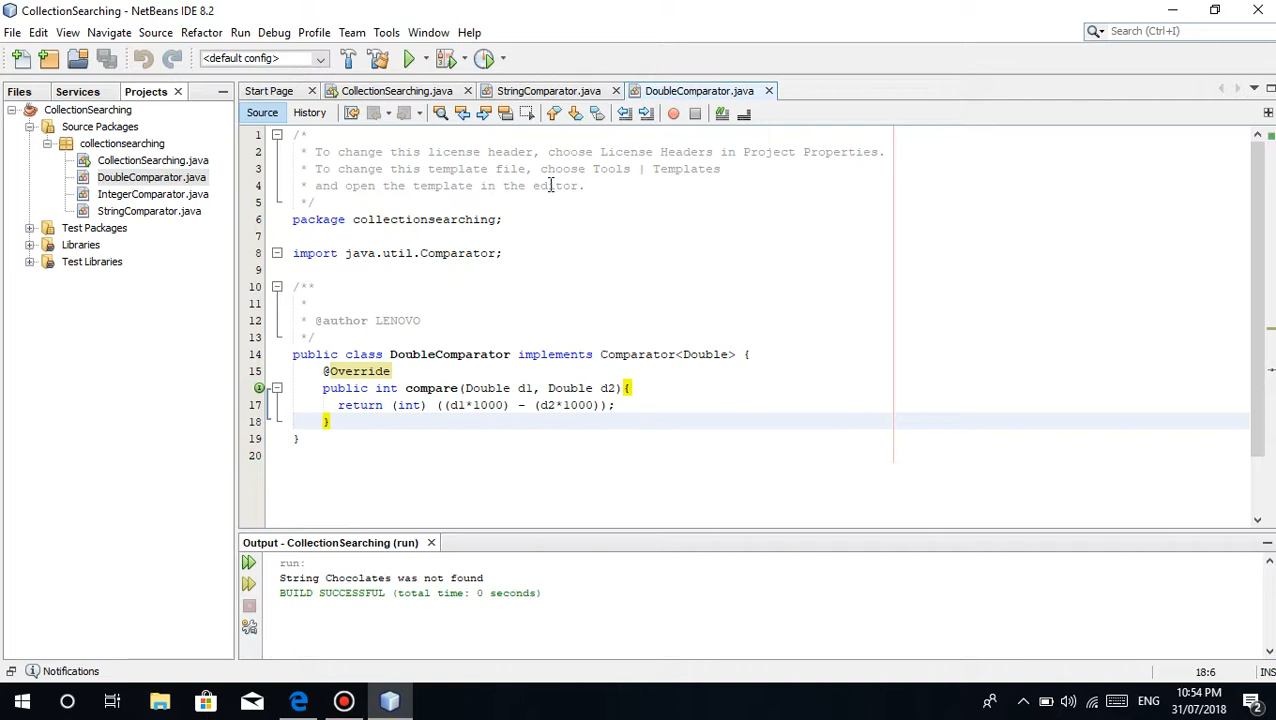 CollectionSearching - NetBeans IDE 8.2
File Edit View Navigate Source Refactor Run Debug Profile Team Tools Window Help
Search (Ctrl+I)
<default config>
Files Services Projects
Start Page CollectionSearching.java StringComparator.java DoubleComparator.java
CollectionSearching
Source Packages
collectionsearching
CollectionSearching.java
DoubleComparator.java
IntegerComparator.java
StringComparator.java
Test Packages
Libraries
Test Libraries
Source History
1 /*
2 * To change this license header, choose License Headers in Project Properties.
3 * To change this template file, choose Tools | Templates
4 * and open the template in the editor.
5 */
6 package collectionsearching;
7
8 import java.util.Comparator;
9
10 /**
11 *
12 * @author LENOVO
13 */
14 public class DoubleComparator implements Comparator<Double> {
15 @Override
public int compare(Double d1, Double d2){
17 return (int) ((d1*1000) - (d2*1000));
18 }
19 }
20
Output - CollectionSearching (run)
run:
String Chocolates was not found
BUILD SUCCESSFUL (total time: 0 seconds)
Notifications
18:6 INS
ENG
10:54 PM
31/07/2018
2